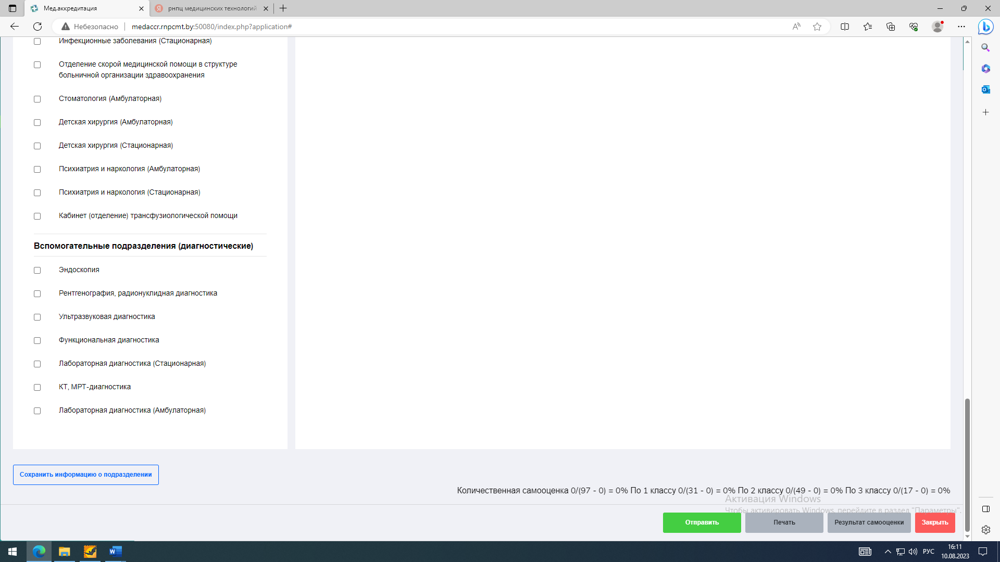 Мед.аккредитация
рнпц медицинских технологий
Небезопасно
medaccr.rnpcmt.by:50080/index.php?application#
Инфекционные заболевания (Стационарная)
Отделение скорой медицинской помощи в структуре
больничной организации здравоохранения
Стоматология (Амбулаторная)
Детская хирургия (Амбулаторная)
Детская хирургия (Стационарная)
Психиатрия и наркология (Амбулаторная)
Психиатрия и наркология (Стационарная)
Кабинет (отделение) трансфузиологической помощи
Вспомогательные подразделения (диагностические)
Эндоскопия
Рентгенография, радионуклидная диагностика
Ультразвуковая диагностика
Функциональная диагностика
Лабораторная диагностика (Стационарная)
КТ, МРТ-диагностика
Лабораторная диагностика (Амбулаторная)
Сохранить информацию о подразделении
Количественная самооценка 0/(97 - 0) = 0% По 1 классу 0/(31 - 0) = 0% По 2 классу 0/(49 - 0) = 0% По 3 классу 0/(17 - 0) = 0%
Активация Windows
Чтобы активировать Windows, перейдите в раздел "Параметры".
Отправить
Печать
Результат самооценки
Закрыть
РУС
16:11
10.08.2023